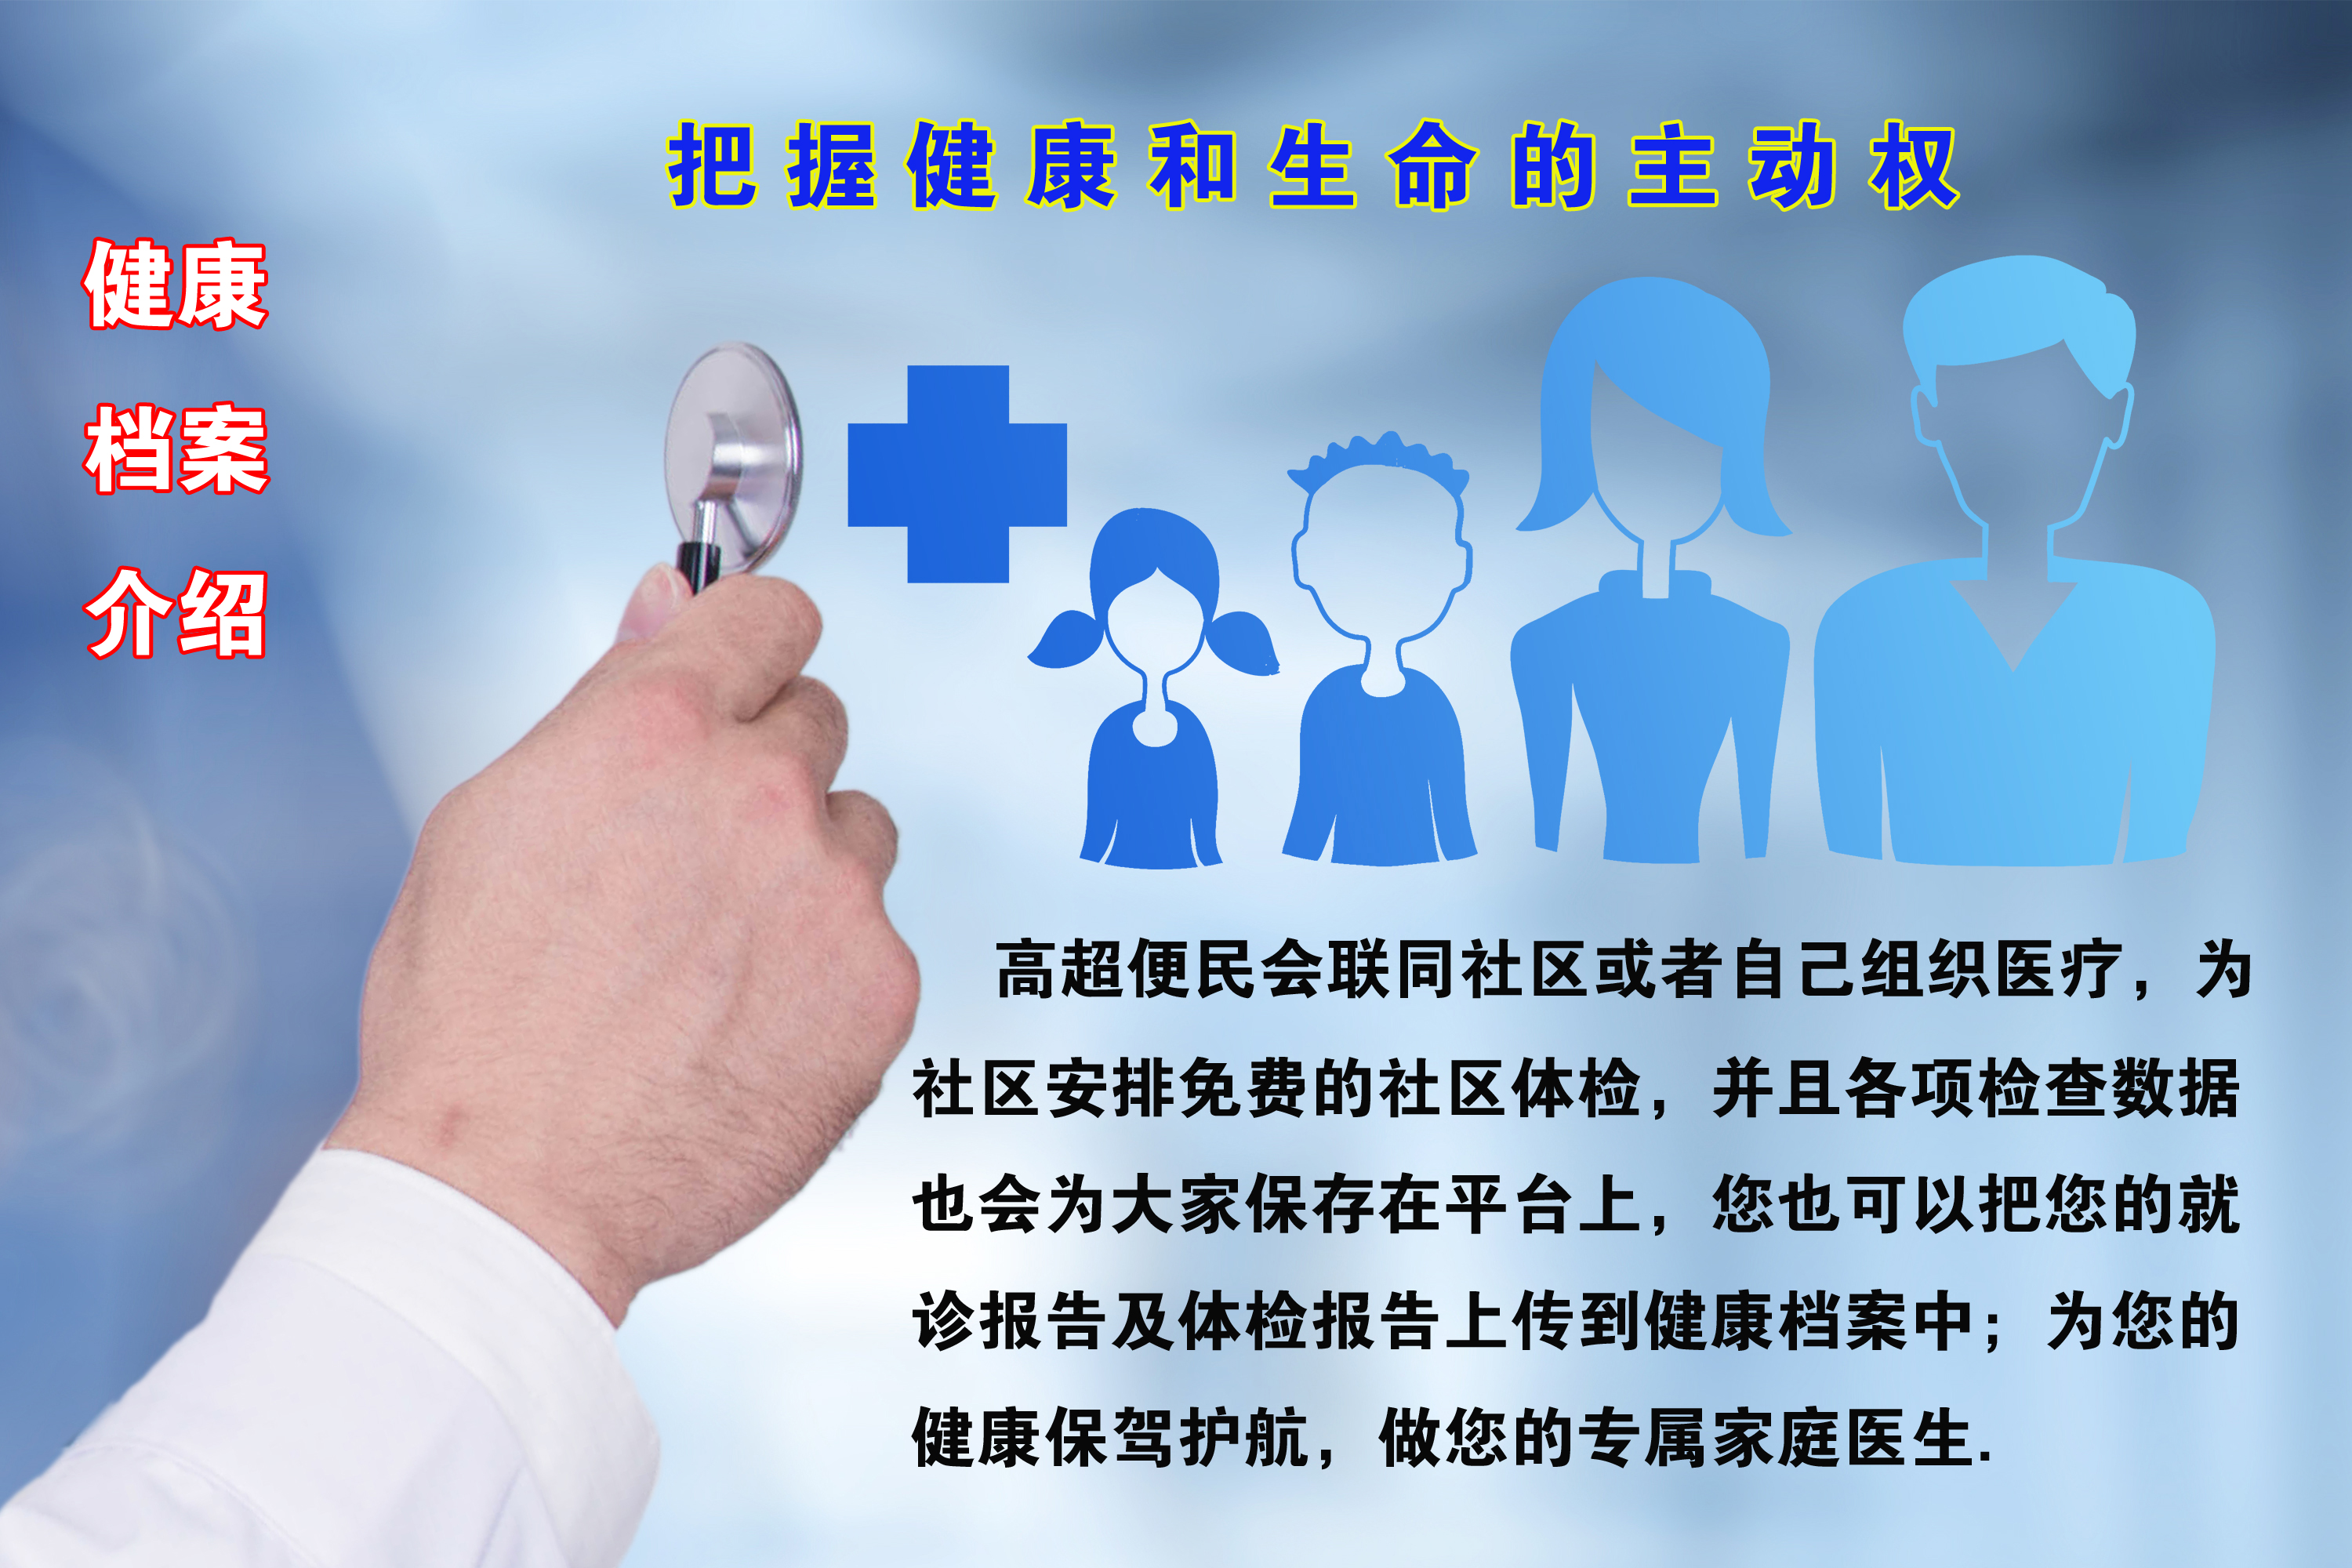 把握健康和生命的主动权
健康
档案
介绍
高超便民会联同社区或者自己组织医疗，为
社区安排免费的社区体检，并且各项检查数据
也会为大家保存在平台上，您也可以把您的就
诊报告及体检报告上传到健康档案中；为您的
健康保驾护航，做您的专属家庭医生.